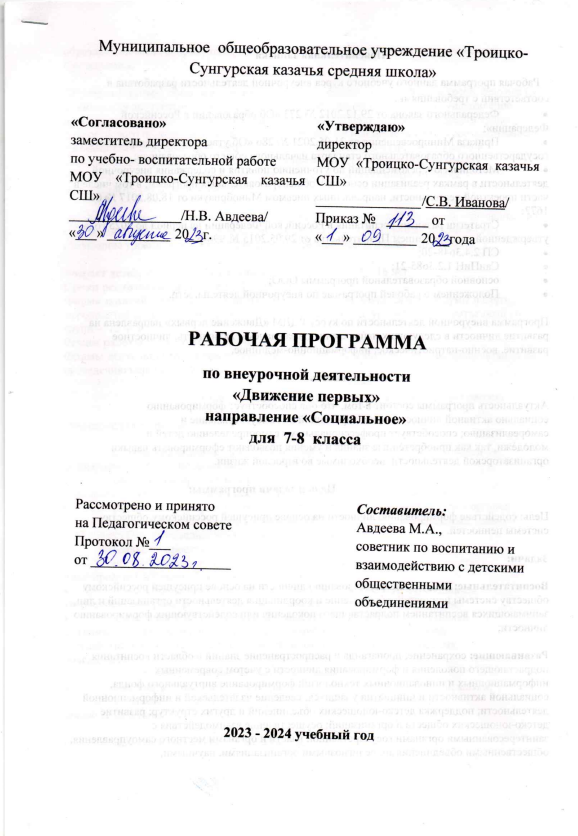 Муниципальное общеобразовательное учреждение «Троицко-
Сунгурская казачья средняя школа»
«Согласовано»
заместитель директора
по учебно- воспитательной работе
МОУ «Троицко-Сунгурская казачья
СШ»
/Н.В. Авдеева/
«30» августа 2023г.
«Утверждаю»
директор
МОУ «Троицко-Сунгурская казачья
СШ»
/С.В. Иванова/
Приказ № 113 от
«1» 09 2023года
РАБОЧАЯ ПРОГРАММА
по внеурочной деятельности
«Движение первых»
направление «Социальное»
для 7-8 класса
Рассмотрено и принято
на Педагогическом совете
Протокол № 1
от 30.08.2023г.
Составитель:
Авдеева М.А.,
советник по воспитанию и
взаимодействию с детскими
общественными
объединениями
2023 - 2024 учебный год